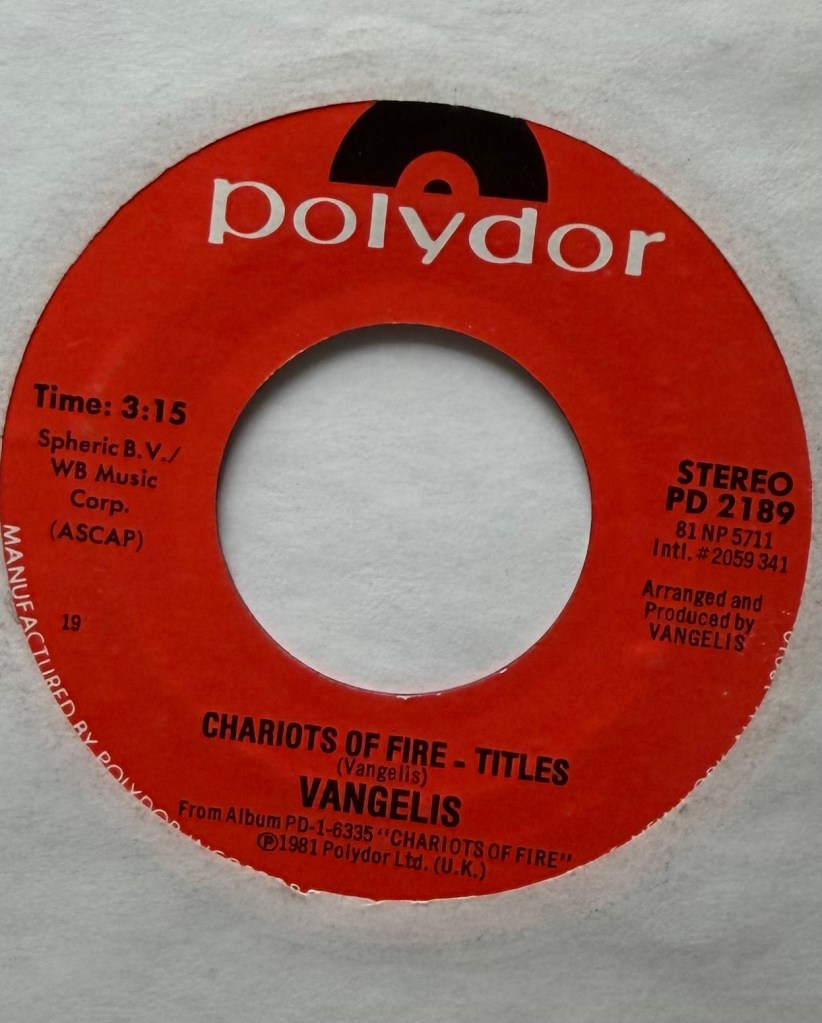 polydor
Time: 3:15
Spheric B.V./
WB Music
Corp.
(ASCAP)
19
STEREO
PD 2189
81 NP 5711
Intl. #2059 341
Arranged and
Produced by
VANGELIS
CHARIOTS OF FIRE - TITLES
(Vangelis)
VANGELIS
From Album PD-1-6335 "CHARIOTS OF FIRE"
℗1981 Polydor Ltd. (U.K.)
MANUFACTURED BY POLYDOR